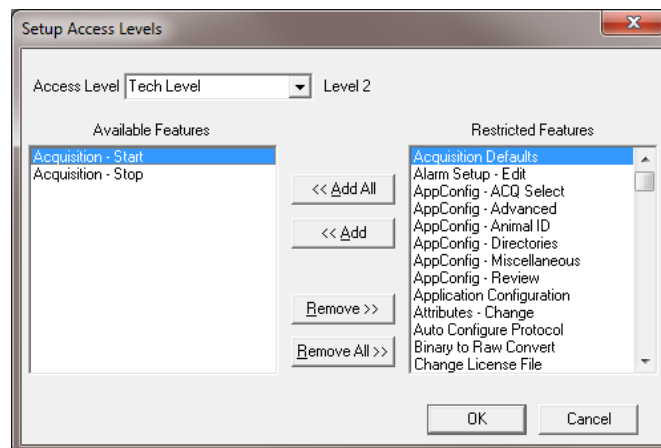 Setup Access Levels
Access Level Tech Level Level 2
Available Features
Restricted Features
Acquisition - Start
Acquisition - Stop
<< Add All
<< Add
Remove >>
Remove All >>
Acquisition Defaults
Alarm Setup - Edit
AppConfig - ACQ Select
AppConfig - Advanced
AppConfig - Animal ID
AppConfig - Directories
AppConfig - Miscellaneous
AppConfig - Review
Application Configuration
Attributes - Change
Auto Configure Protocol
Binary to Raw Convert
Change License File
OK
Cancel